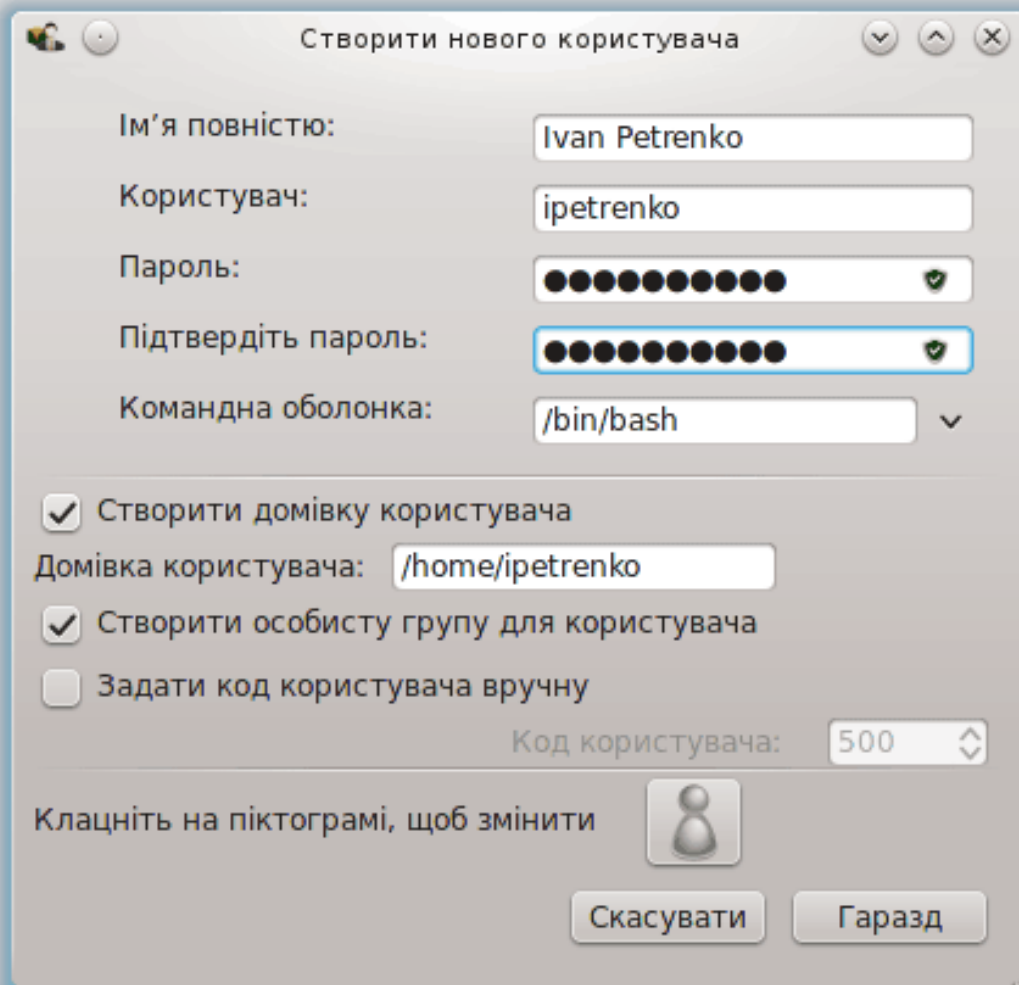 Створити нового користувача
Ім’я повністю: Ivan Petrenko
Користувач: ipetrenko
Пароль: ●●●●●●●●●●
Підтвердіть пароль: ●●●●●●●●●●
Командна оболонка: /bin/bash
Створити домівку користувача
Домівка користувача: /home/ipetrenko
Створити особисту групу для користувача
Задати код користувача вручну
Код користувача: 500
Клацніть на піктограмі, щоб змінити
Скасувати Гаразд